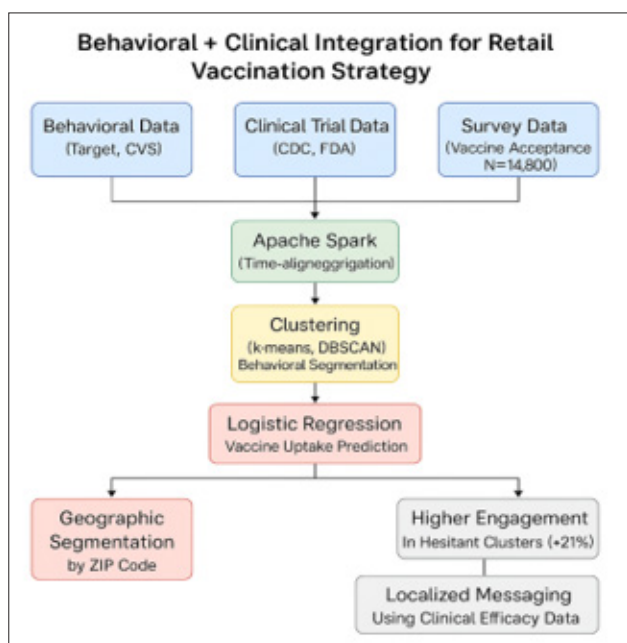 Behavioral + Clinical Integration for Retail
Vaccination Strategy
Behavioral Data
(Target, CVS)
Clinical Trial Data
(CDC, FDA)
Survey Data
(Vaccine Acceptance
N=14,800)
Apache Spark
(Time-aligneggrigation)
Clustering
(k-means, DBSCAN)
Behavioral Segmentation
Logistic Regression
Vaccine Uptake Prediction
Geographic
Segmentation
by ZIP Code
Higher Engagement
In Hesitant Clusters (+21%)
Localized Messaging
Using Clinical Efficacy Data